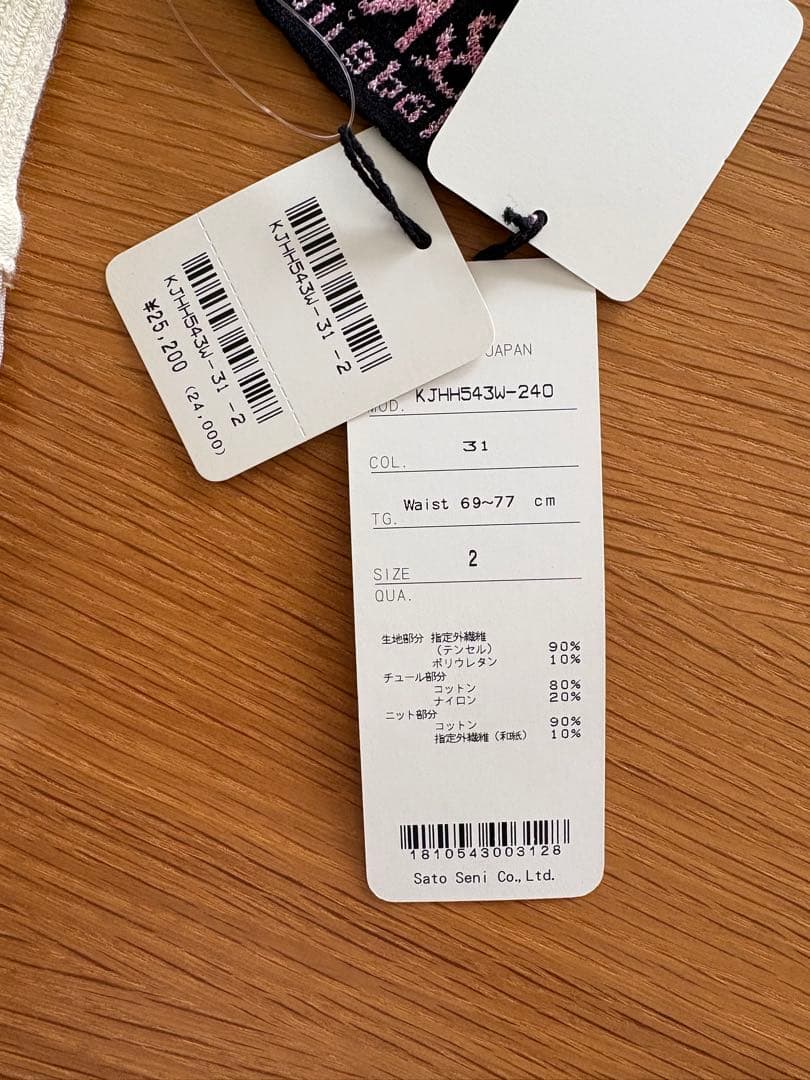 KJHH543W-31 -2
KJHH543W-31 -2
¥25,200 (24,000)
JAPAN
MOD. KJHH543W-240
COL. 31
TG. Waist 69~77 cm
SIZE 2
QUA.
生地部分 指定外繊維
(テンセル) 90%
ポリウレタン 10%
チュール部分
コットン 80%
ナイロン 20%
ニット部分
コットン 90%
指定外繊維(和紙) 10%
1810543003128
Sato Seni Co., Ltd.